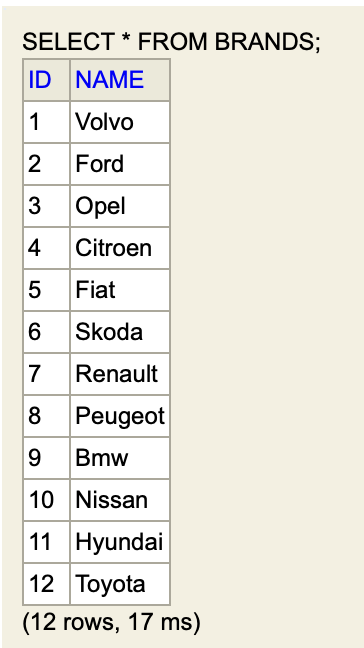 SELECT * FROM BRANDS;
ID NAME
1 Volvo
2 Ford
3 Opel
4 Citroen
5 Fiat
6 Skoda
7 Renault
8 Peugeot
9 Bmw
10 Nissan
11 Hyundai
12 Toyota
(12 rows, 17 ms)